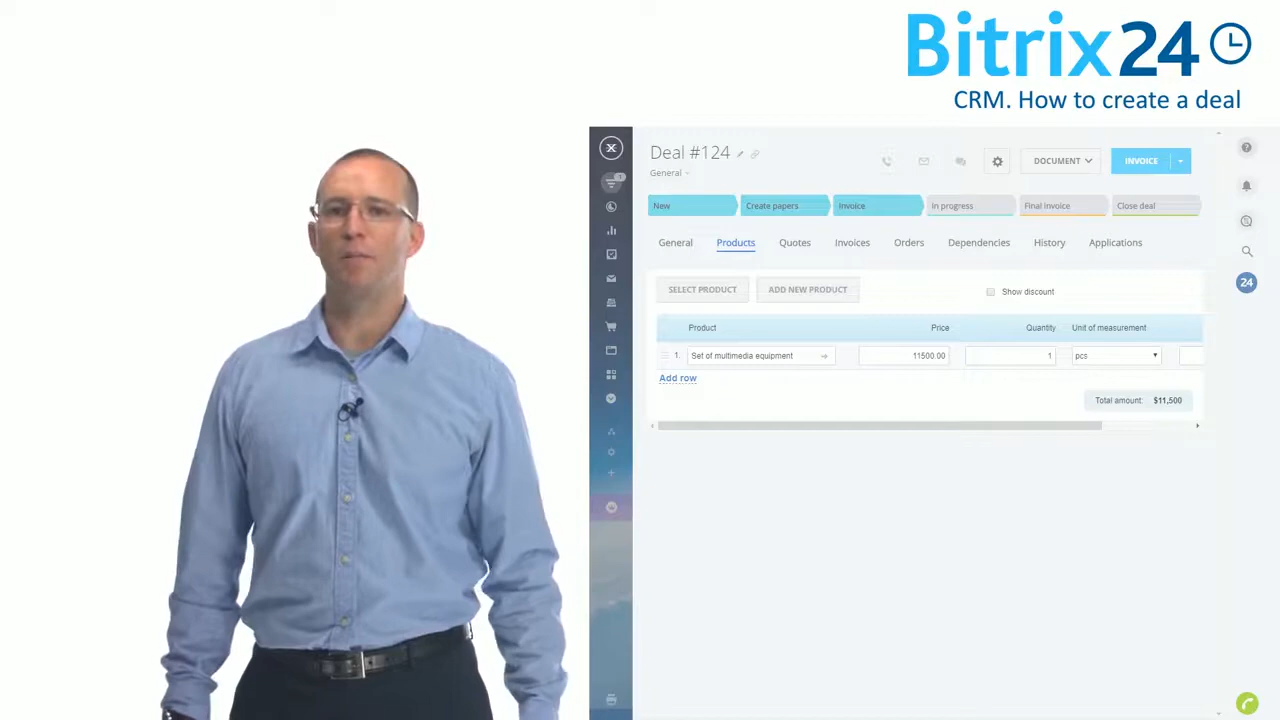 Bitrix24
CRM. How to create a deal
Deal #124
General
DOCUMENT
INVOICE
New
Create papers
Invoice
In progress
Final invoice
Close deal
General
Products
Quotes
Invoices
Orders
Dependencies
History
Applications
SELECT PRODUCT
ADD NEW PRODUCT
Show discount
Product
Price
Quantity
Unit of measurement
1.
Set of multimedia equipment
11500.00
1
pcs
Add row
Total amount: $11,500
24
1